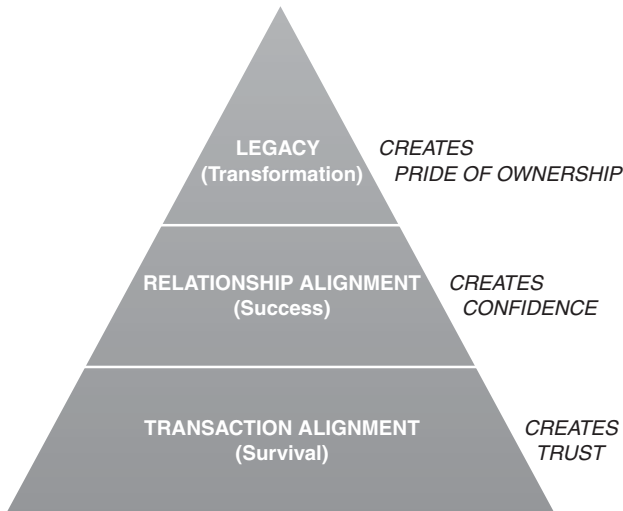 LEGACY
(Transformation)
CREATES
PRIDE OF OWNERSHIP
RELATIONSHIP ALIGNMENT
(Success)
CREATES
CONFIDENCE
TRANSACTION ALIGNMENT
(Survival)
CREATES
TRUST